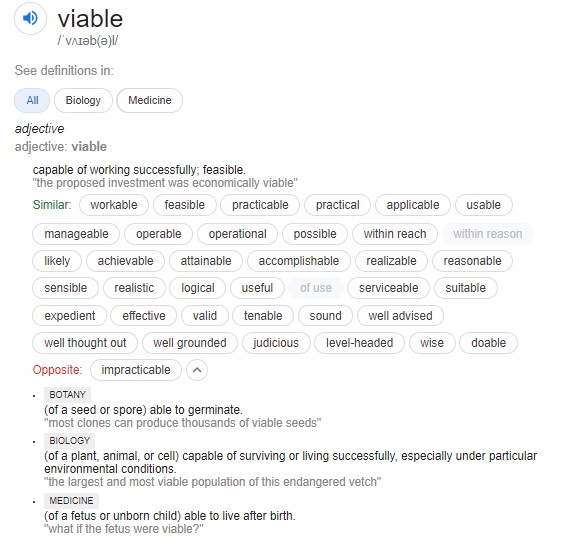 viable
/ˈvʌɪəb(ə)l/
See definitions in:
All Biology Medicine
adjective
adjective: viable
capable of working successfully; feasible.
"the proposed investment was economically viable"
Similar: workable feasible practicable practical applicable usable
manageable operable operational possible within reach within reason
likely achievable attainable accomplishable realizable reasonable
sensible realistic logical useful of use serviceable suitable
expedient effective valid tenable sound well advised
well thought out well grounded judicious level-headed wise doable
Opposite: impracticable
BOTANY
(of a seed or spore) able to germinate.
"most clones can produce thousands of viable seeds"
BIOLOGY
(of a plant, animal, or cell) capable of surviving or living successfully, especially under particular
environmental conditions.
"the largest and most viable population of this endangered vetch"
MEDICINE
(of a fetus or unborn child) able to live after birth.
"what if the fetus were viable?"